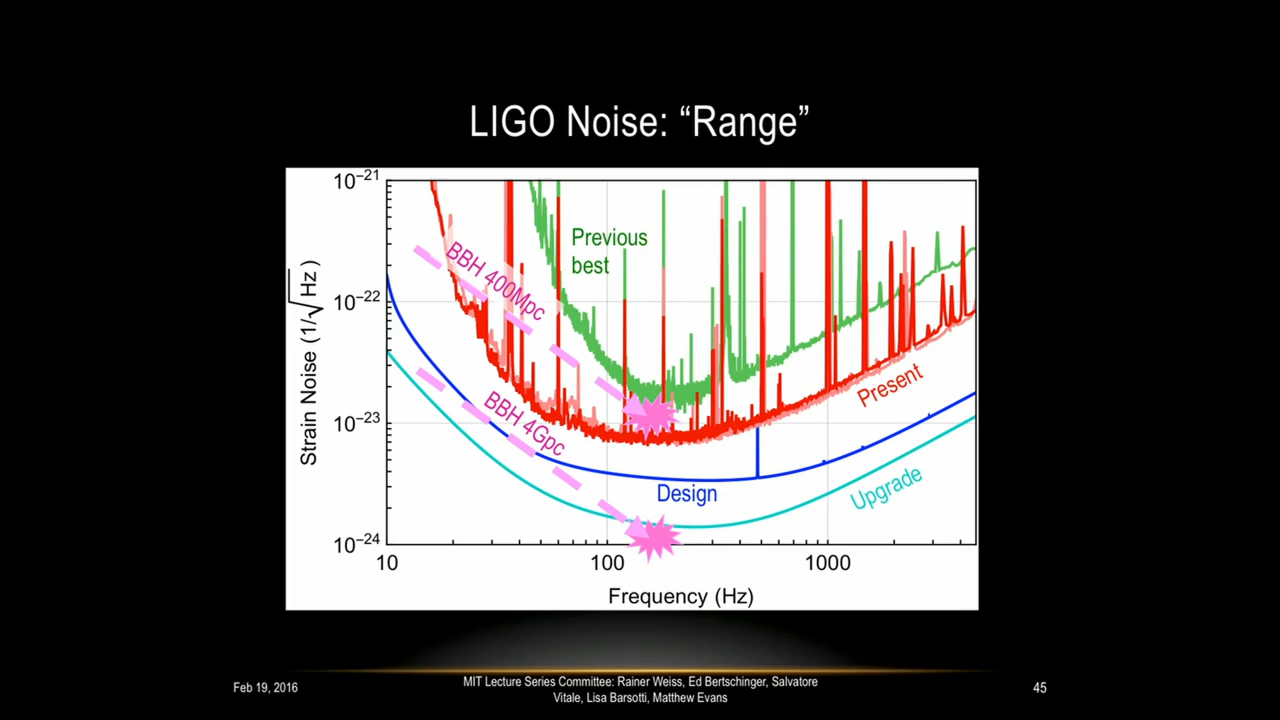 LIGO Noise: “Range”
10⁻²¹
10⁻²²
10⁻²³
10⁻²⁴
Strain Noise (1/√Hz)
Previous
best
BBH 400Mpc
BBH 4Gpc
Present
Design
Upgrade
10
100
1000
Frequency (Hz)
Feb 19, 2016
MIT Lecture Series Committee: Rainer Weiss, Ed Bertschinger, Salvatore
Vitale, Lisa Barsotti, Matthew Evans
45